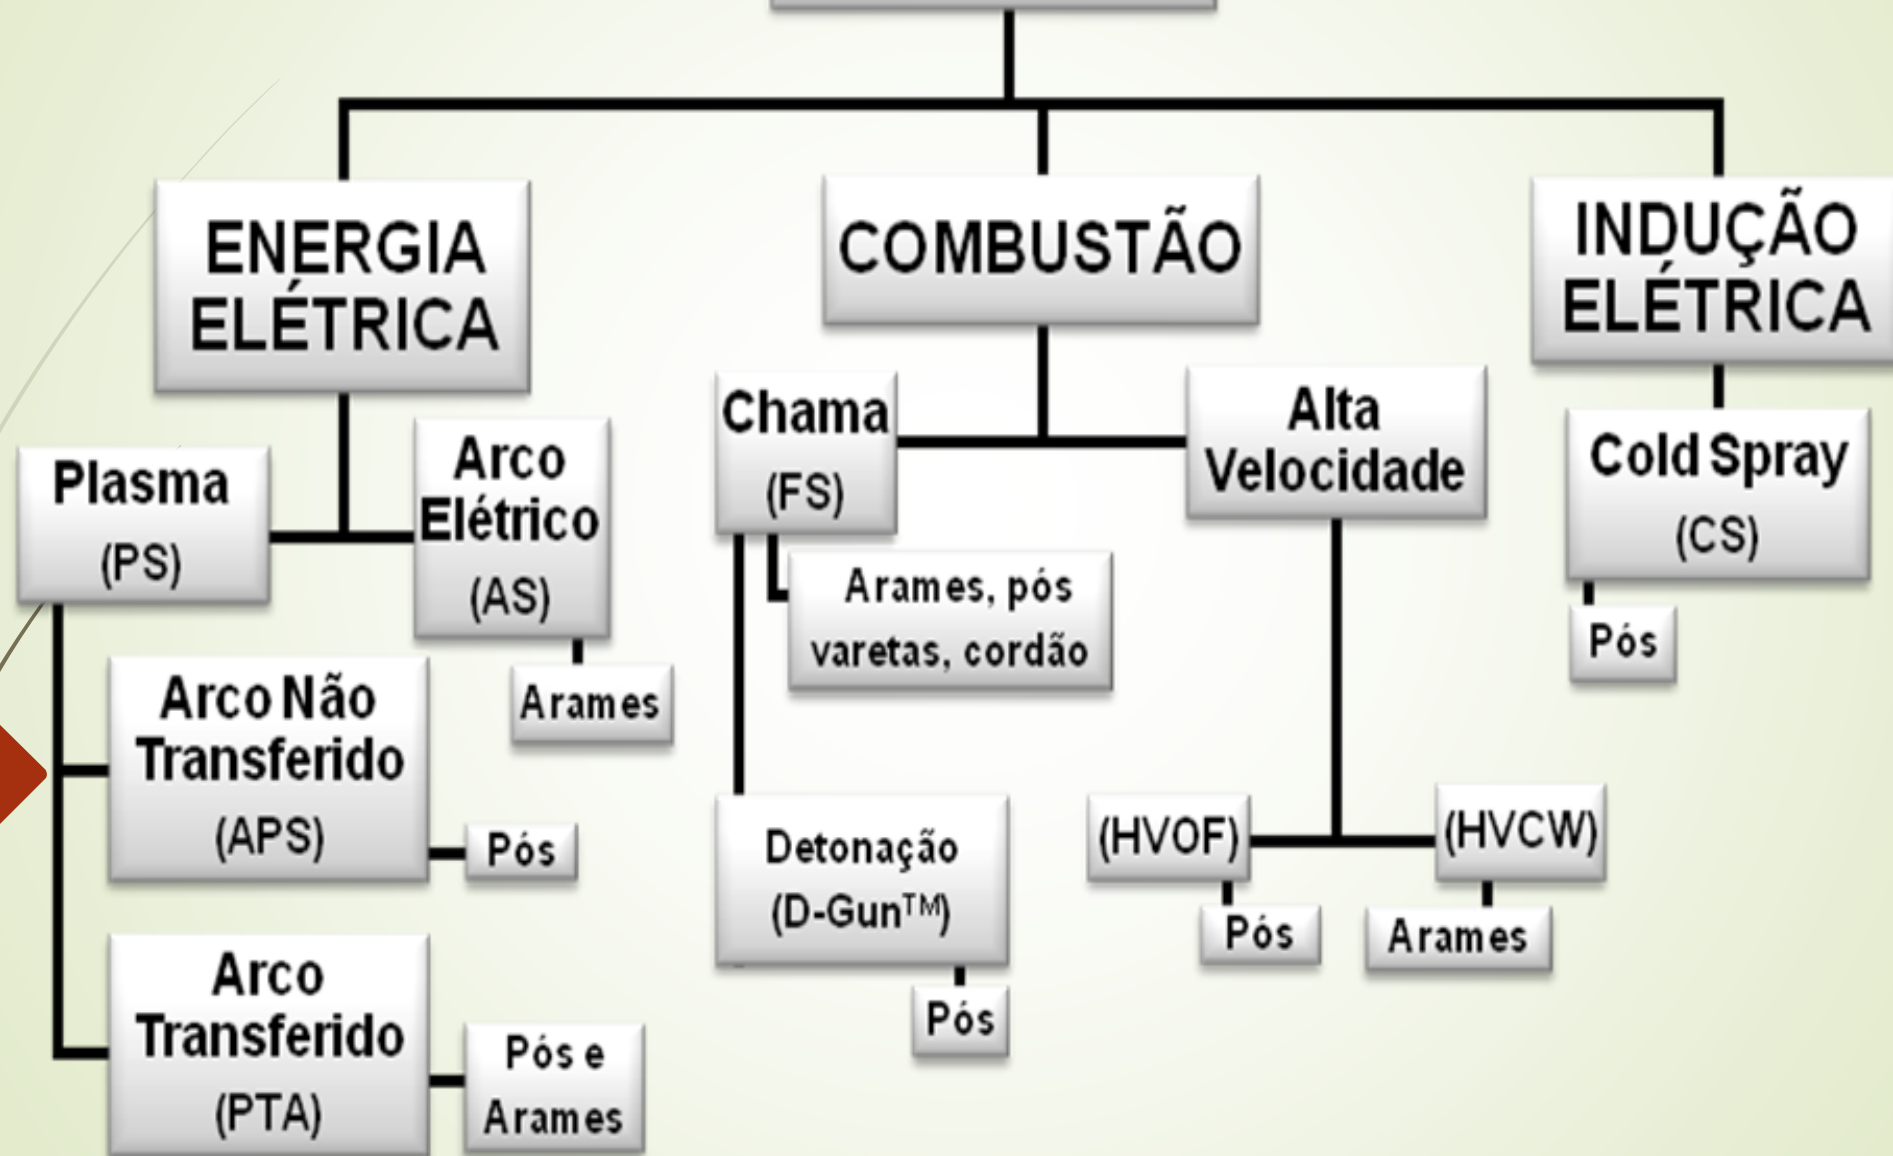 ENERGIA
ELÉTRICA
COMBUSTÃO
INDUÇÃO
ELÉTRICA
Plasma
(PS)
Arco
Elétrico
(AS)
Arames
Arco Não
Transferido
(APS)
Pós
Arco
Transferido
(PTA)
Pós e
Arames
Chama
(FS)
Arames, pós
varetas, cordão
Detonação
(D-Gun™)
Pós
Alta
Velocidade
(HVOF)
Pós
(HVCW)
Arames
Cold Spray
(CS)
Pós